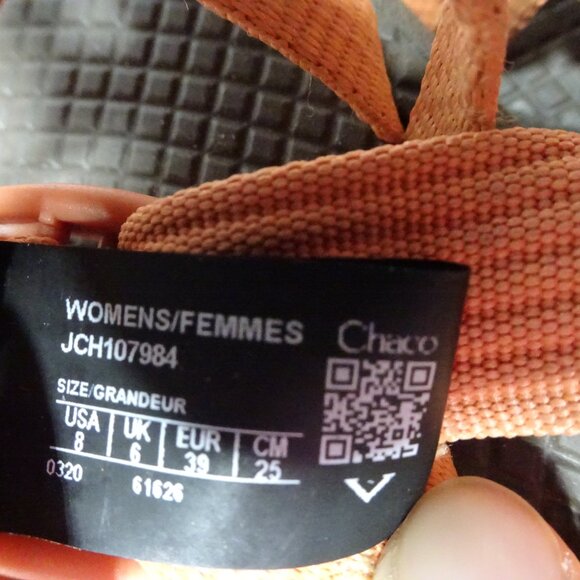 WOMENS/FEMMES
JCH107984
Chaco
SIZE/GRANDEUR
USA UK EUR CM
8 6 39 25
0320 61626